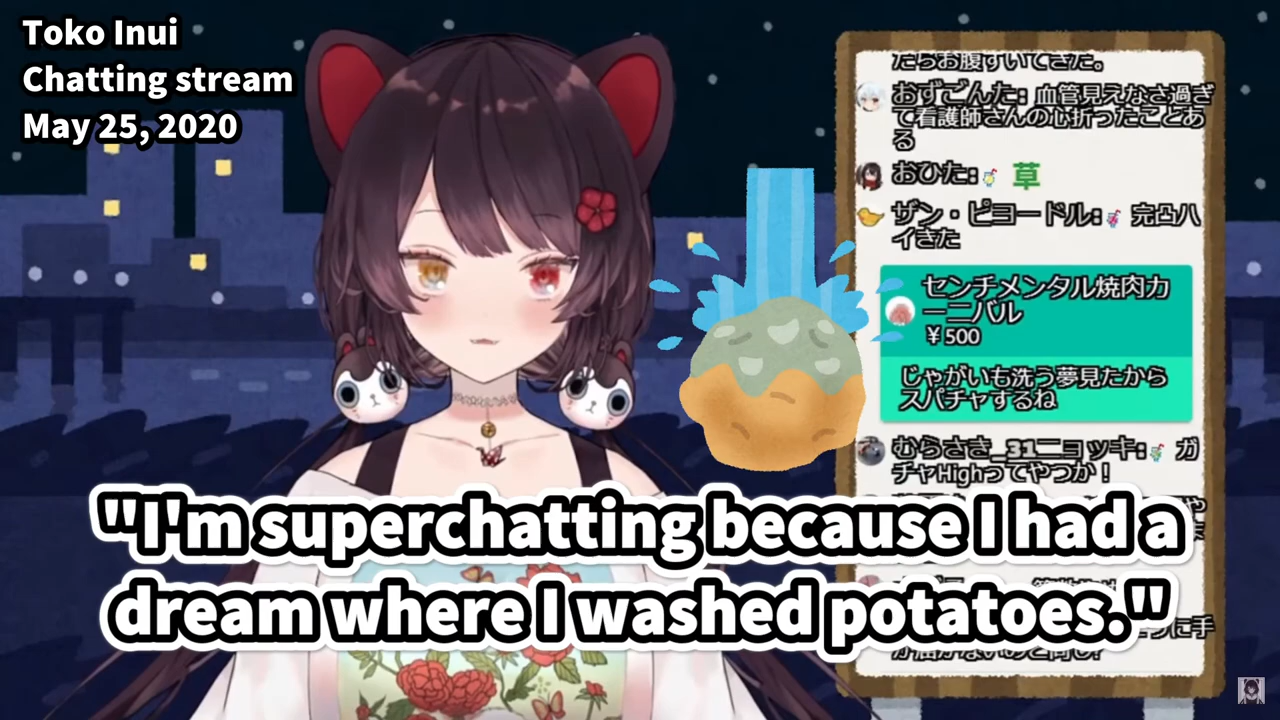 Toko Inui
Chatting stream
May 25, 2020
たらお腹すいてきた。
おずごんた: 血管見えなさ過ぎ
て看護師さんの心折ったことあ
る
おひた: 草
ザン・ピヨードル: 完凸ハ
イきた
センチメンタル焼肉カ
ーニバル
￥500
じゃがいも洗う夢見たから
スパチャするね
むらさき_31ニョッキ: ガ
チャHighってやつか！
"I'm superchatting because I had a
dream where I washed potatoes."